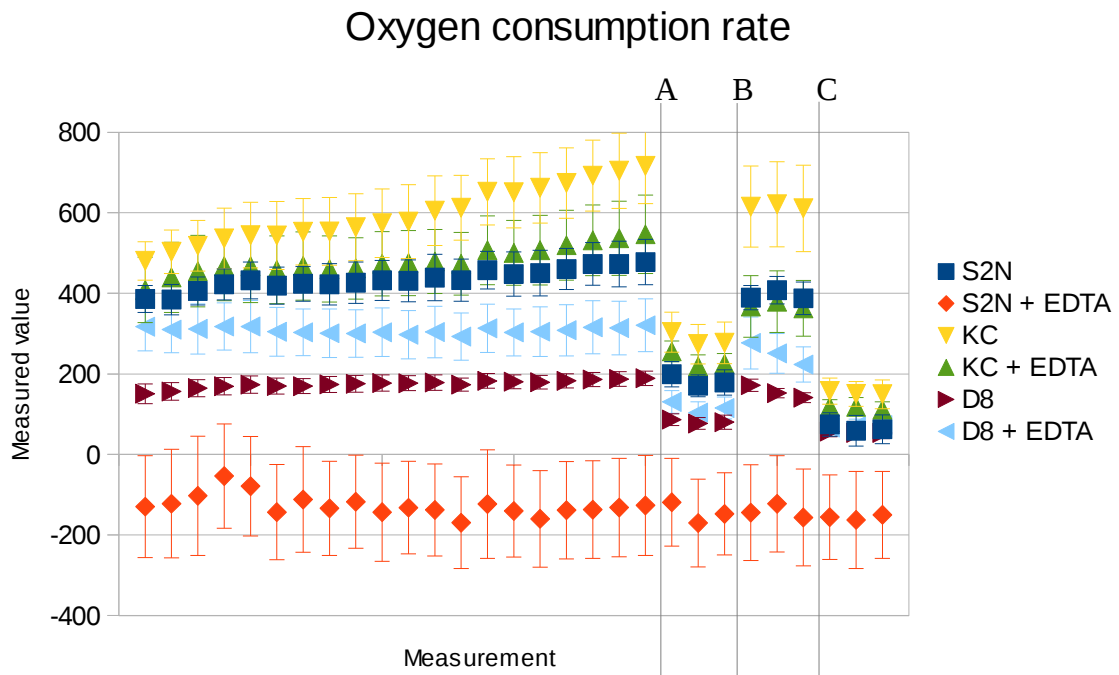 Oxygen consumption rate
A B C
800
600
400
200
0
-200
-400
Measured value
Measurement
S2N
S2N + EDTA
KC
KC + EDTA
D8
D8 + EDTA